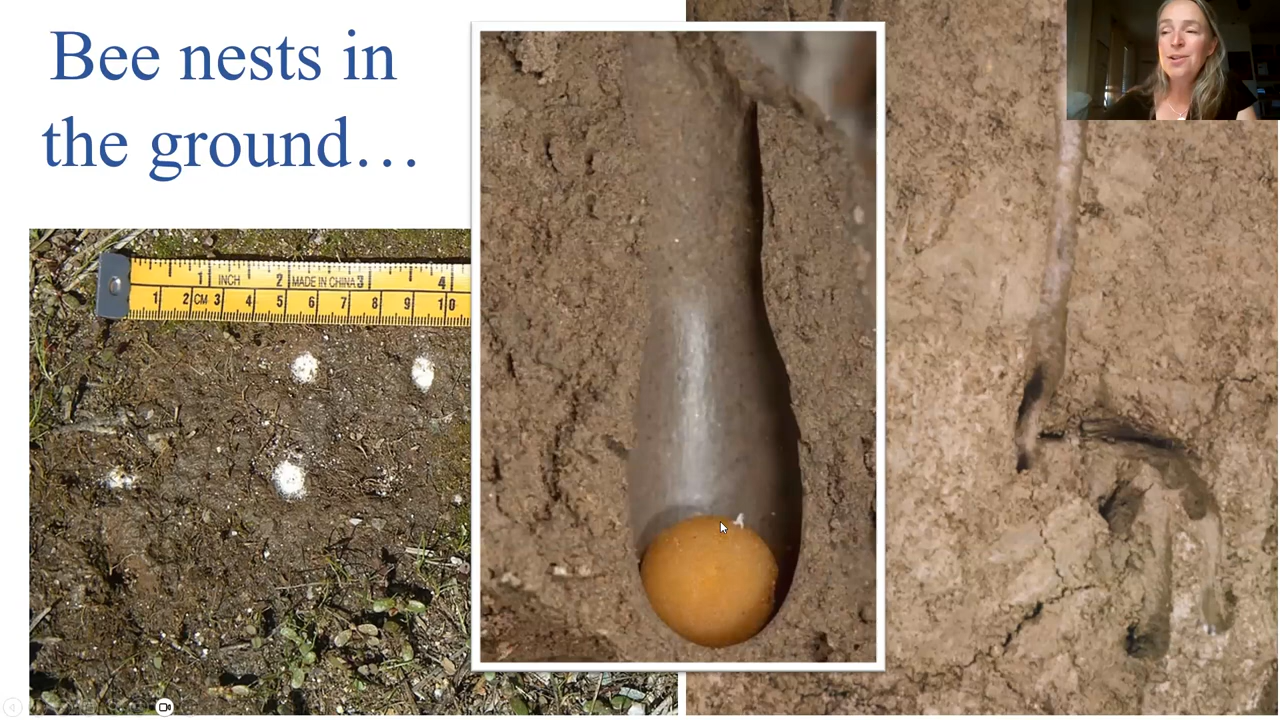 Bee nests in
the ground…
1 INCH 2 MADE IN CHINA 3 4
1 2 CM 3 4 5 6 7 8 9 10